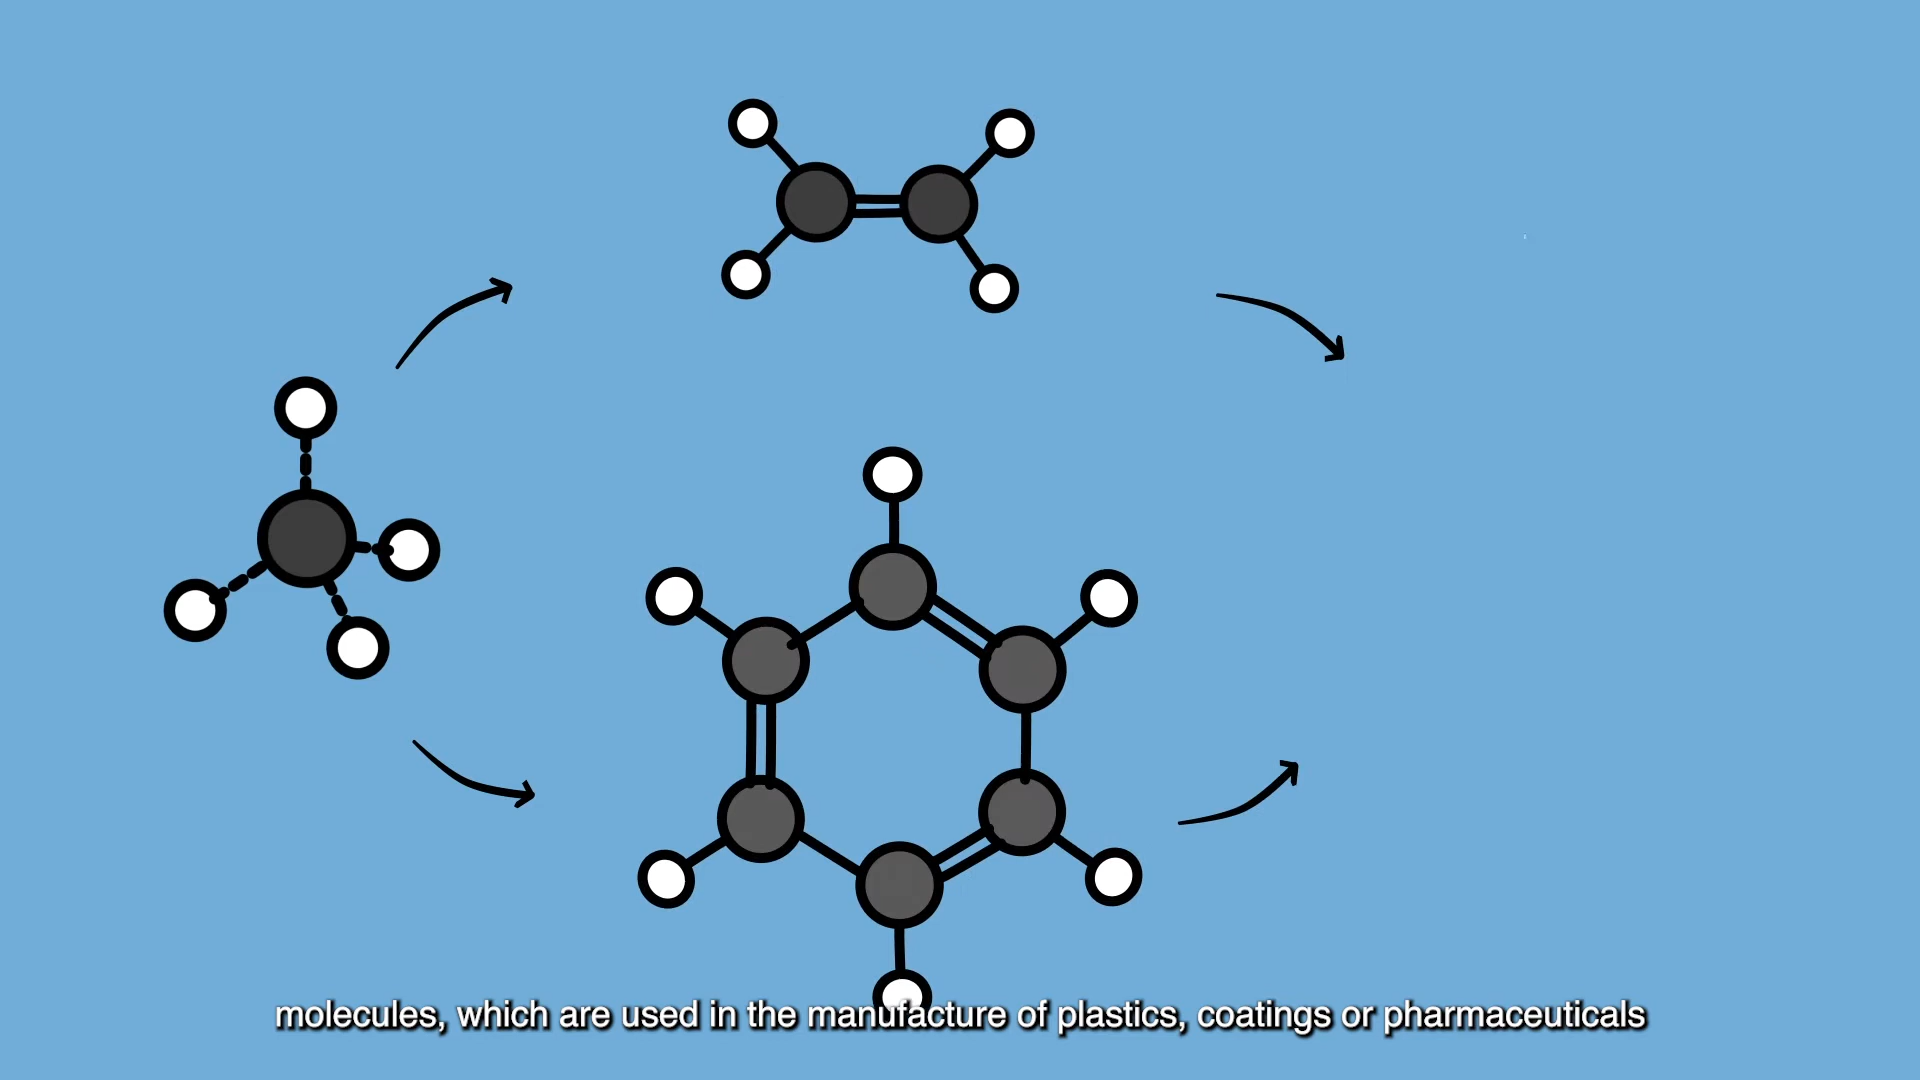 molecules, which are used in the manufacture of plastics, coatings or pharmaceuticals